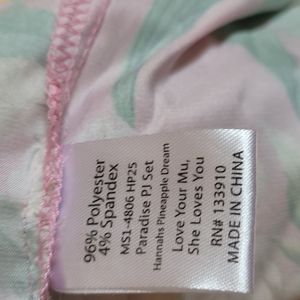 96% Polyester
4% Spandex
MS1-4806 HP25
Paradise PJ Set
Hannahs Pineapple Dream
Love Your Mu,
She Loves You
RN# 133910
MADE IN CHINA